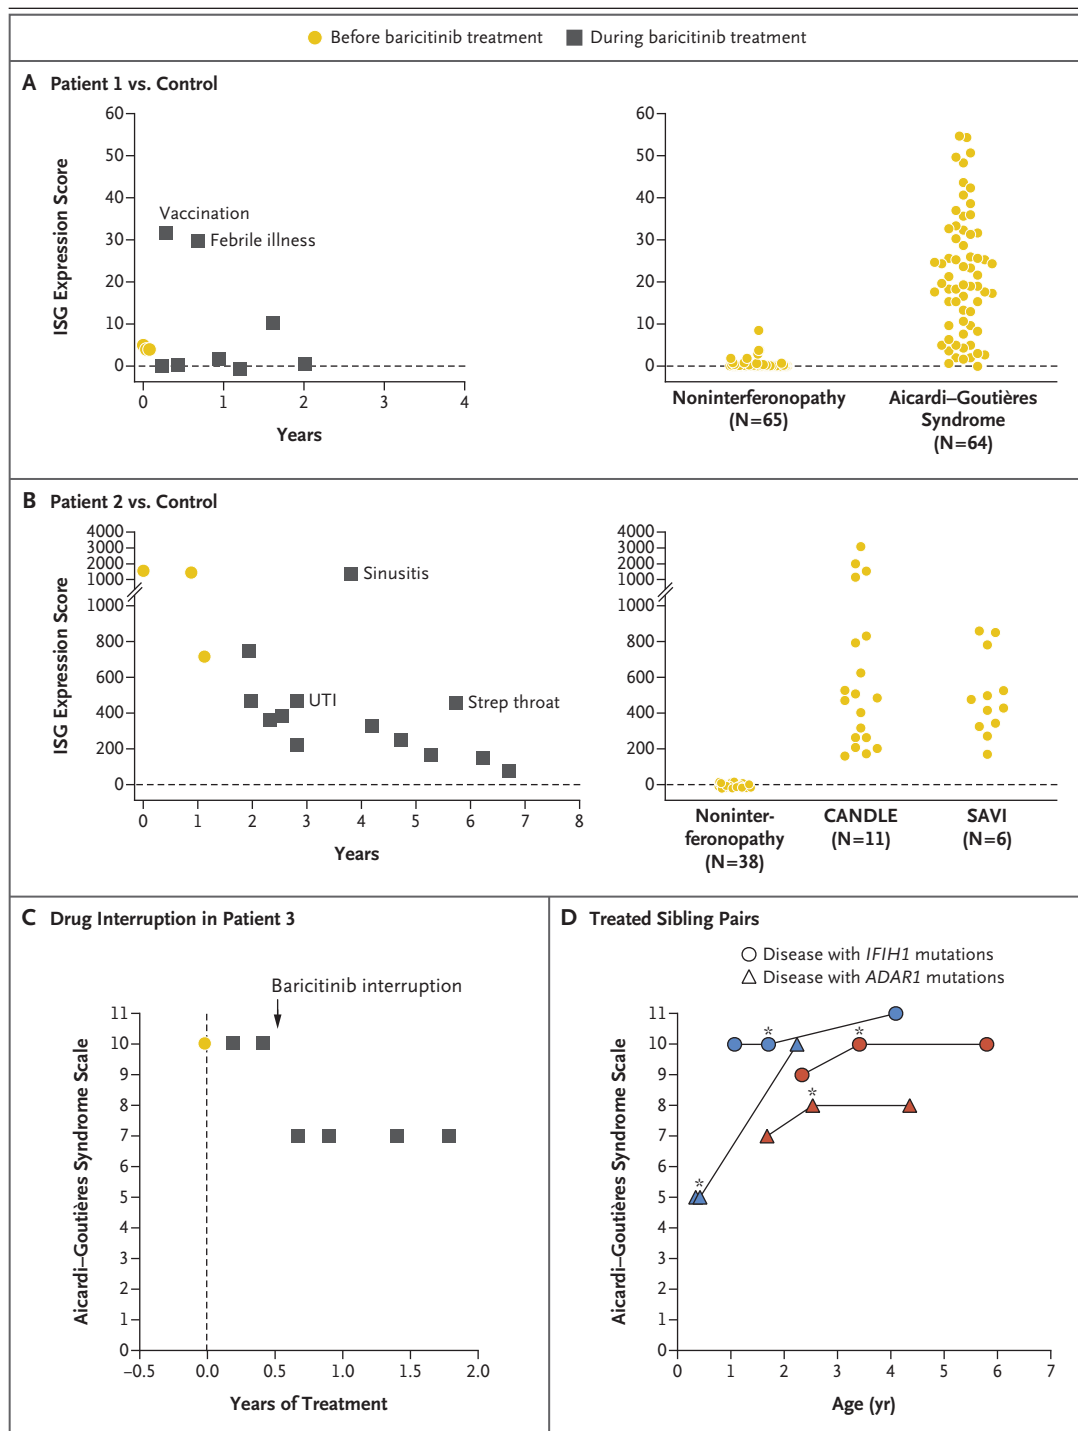 Before baricitinib treatment
During baricitinib treatment
A Patient 1 vs. Control
ISG Expression Score
60
50
40
30
20
10
0
Vaccination
Febrile illness
0 1 2 3 4
Years
60
50
40
30
20
10
0
Noninterferonopathy
(N=65)
Aicardi–Goutières
Syndrome
(N=64)
B Patient 2 vs. Control
ISG Expression Score
4000
3000
2000
1000
1000
800
600
400
200
0
Sinusitis
UTI
Strep throat
0 1 2 3 4 5 6 7 8
Years
4000
3000
2000
1000
1000
800
600
400
200
0
Noninter-
feronopathy
(N=38)
CANDLE
(N=11)
SAVI
(N=6)
C Drug Interruption in Patient 3
Baricitinib interruption
Aicardi–Goutières Syndrome Scale
11
10
9
8
7
6
5
4
3
2
1
0
–0.5 0.0 0.5 1.0 1.5 2.0
Years of Treatment
D Treated Sibling Pairs
Disease with IFIH1 mutations
Disease with ADAR1 mutations
Aicardi–Goutières Syndrome Scale
11
10
9
8
7
6
5
4
3
2
1
0
*
*
*
*
0 1 2 3 4 5 6 7
Age (yr)